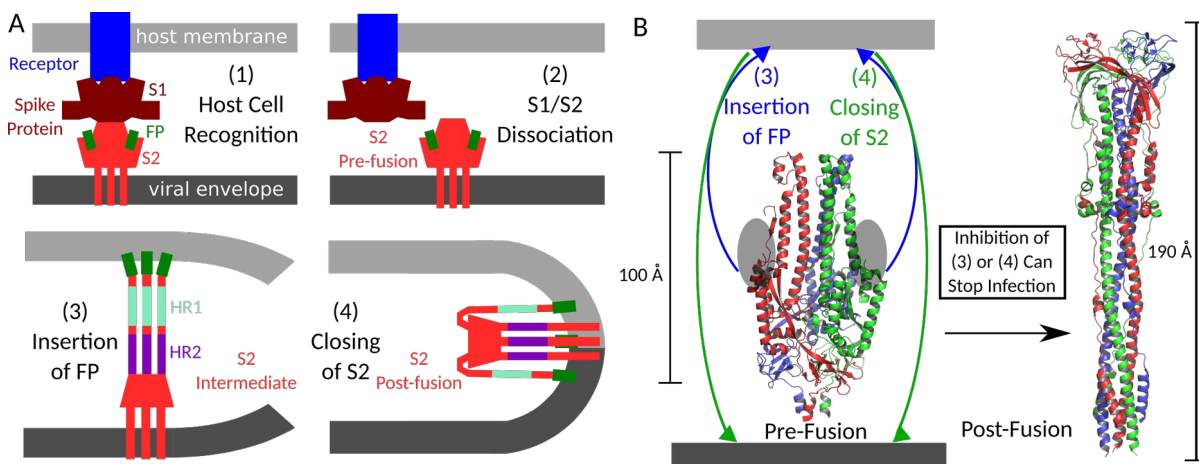 A
host membrane
Receptor
S1
(1)
Host Cell
Recognition
Spike
Protein
FP
S2
viral envelope
(2)
S1/S2
Dissociation
S2
Pre-fusion
(3)
Insertion
of FP
HR1
HR2
S2
Intermediate
(4)
Closing
of S2
S2
Post-fusion
B
(3)
Insertion
of FP
(4)
Closing
of S2
100 Å
Pre-Fusion
Inhibition of
(3) or (4) Can
Stop Infection
190 Å
Post-Fusion